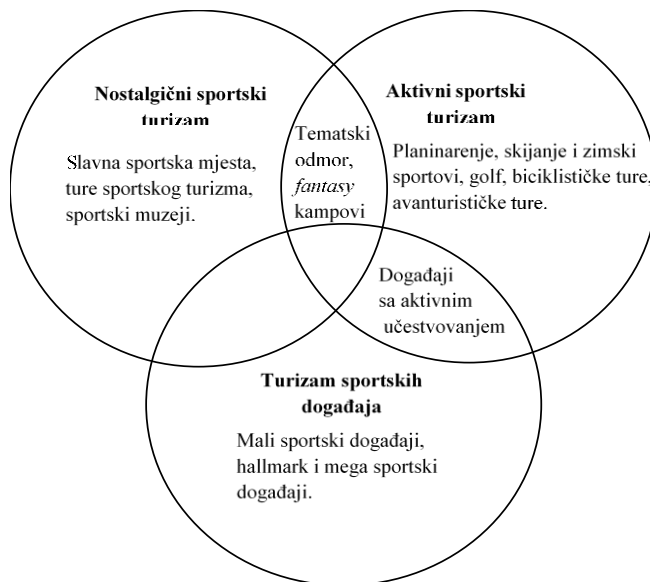 Nostalgični sportski
turizam
Slavna sportska mjesta,
ture sportskog turizma,
sportski muzeji.
Tematski
odmor,
fantasy
kampovi
Aktivni sportski
turizam
Planinarenje, skijanje i zimski
sportovi, golf, biciklističke ture,
avanturističke ture.
Događaji
sa aktivnim
učestvovanjem
Turizam sportskih
događaja
Mali sportski događaji,
hallmark i mega sportski
događaji.